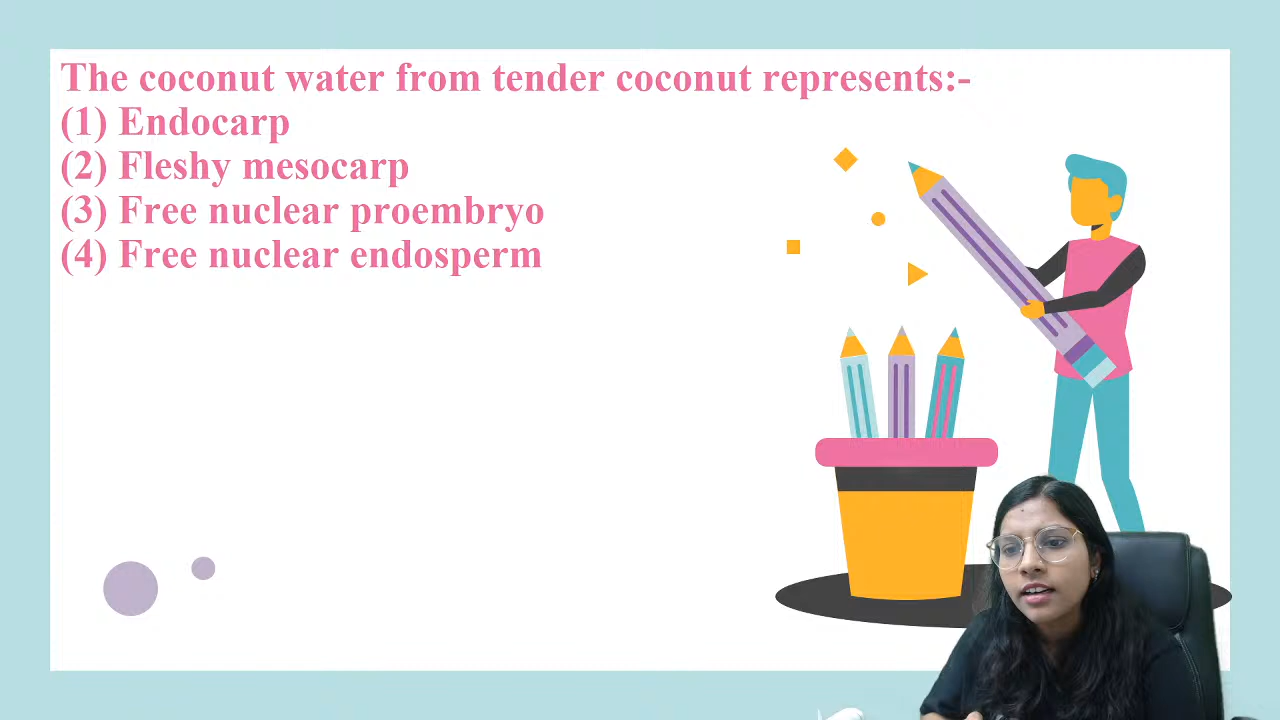 The coconut water from tender coconut represents:-
(1) Endocarp
(2) Fleshy mesocarp
(3) Free nuclear proembryo
(4) Free nuclear endosperm